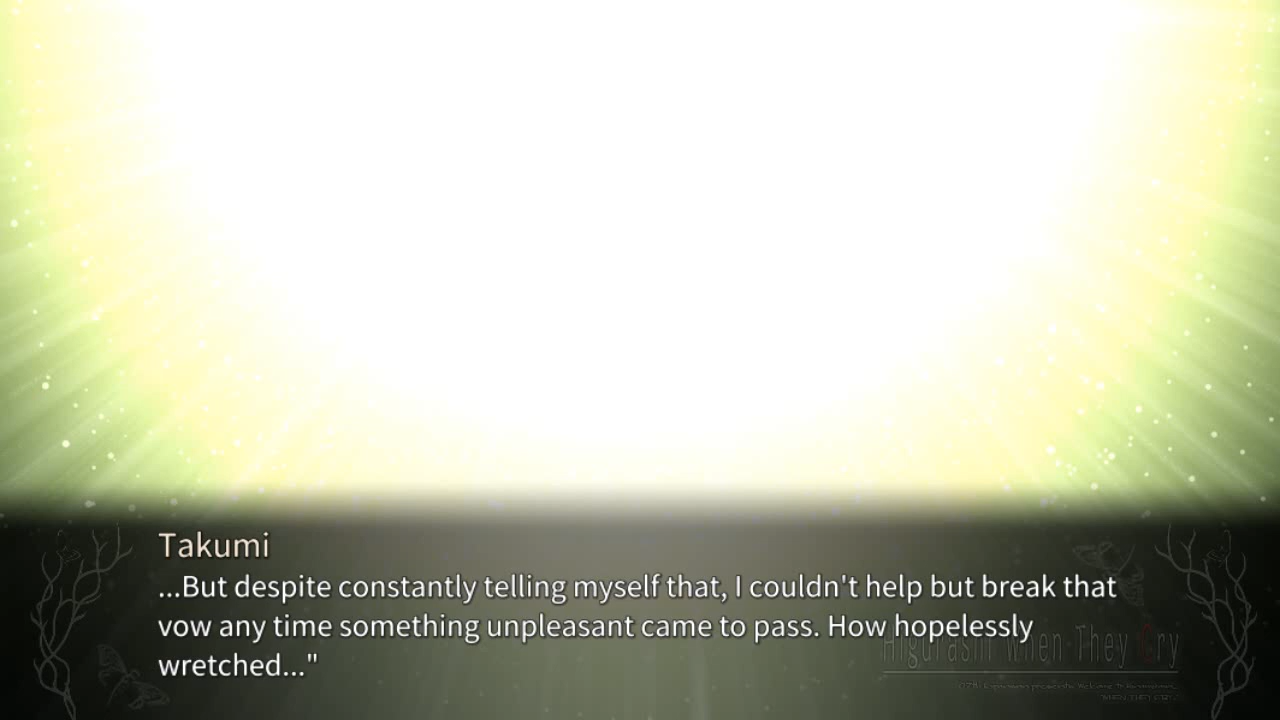 Takumi
...But despite constantly telling myself that, I couldn't help but break that
vow any time something unpleasant came to pass. How hopelessly
wretched..."
Higurashi When They Cry